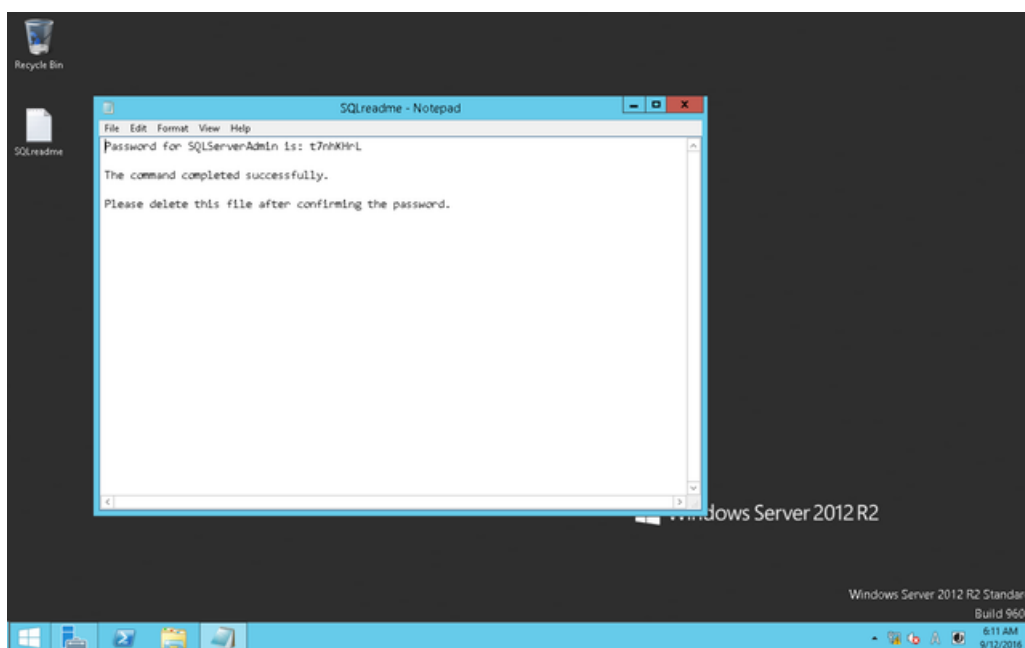 Recycle Bin
SQLreadme
SQLreadme - Notepad
File Edit Format View Help
Password for SQLServerAdmin is: t7nhKHrL
The command completed successfully.
Please delete this file after confirming the password.
Windows Server 2012 R2
Windows Server 2012 R2 Standar
Build 960
6:11 AM
9/12/2016